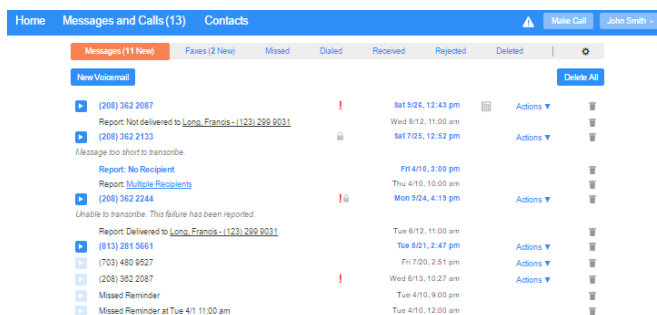 Home Messages and Calls (13) Contacts Make Call John Smith
Messages (11 New) Faxes (2 New) Missed Dialed Received Rejected Deleted
New Voicemail Delete All
(208) 362 2087 ! Sat 9/26, 12:43 pm Actions ▼
Report: Not delivered to Long, Francis - (123) 299 9031 Wed 8/12, 11:00 am
(208) 362 2133 Sat 7/25, 12:52 pm Actions ▼
Message too short to transcribe.
Report: No Recipient Fri 4/10, 3:00 pm
Report: Multiple Recipients Thu 4/10, 10:00 am
(208) 362 2244 ! Mon 9/24, 4:19 pm Actions ▼
Unable to transcribe. This failure has been reported.
Report: Delivered to Long, Francis - (123) 299 9031 Tue 6/12, 11:00 am
(813) 281 5661 Tue 8/21, 2:47 pm Actions ▼
(703) 480 9527 Fri 7/20, 2:51 pm Actions ▼
(208) 362 2087 ! Wed 6/13, 10:27 am Actions ▼
Missed Reminder Tue 4/10, 9:00 pm
Missed Reminder at Tue 4/1 11:00 am Tue 4/10, 12:00 am